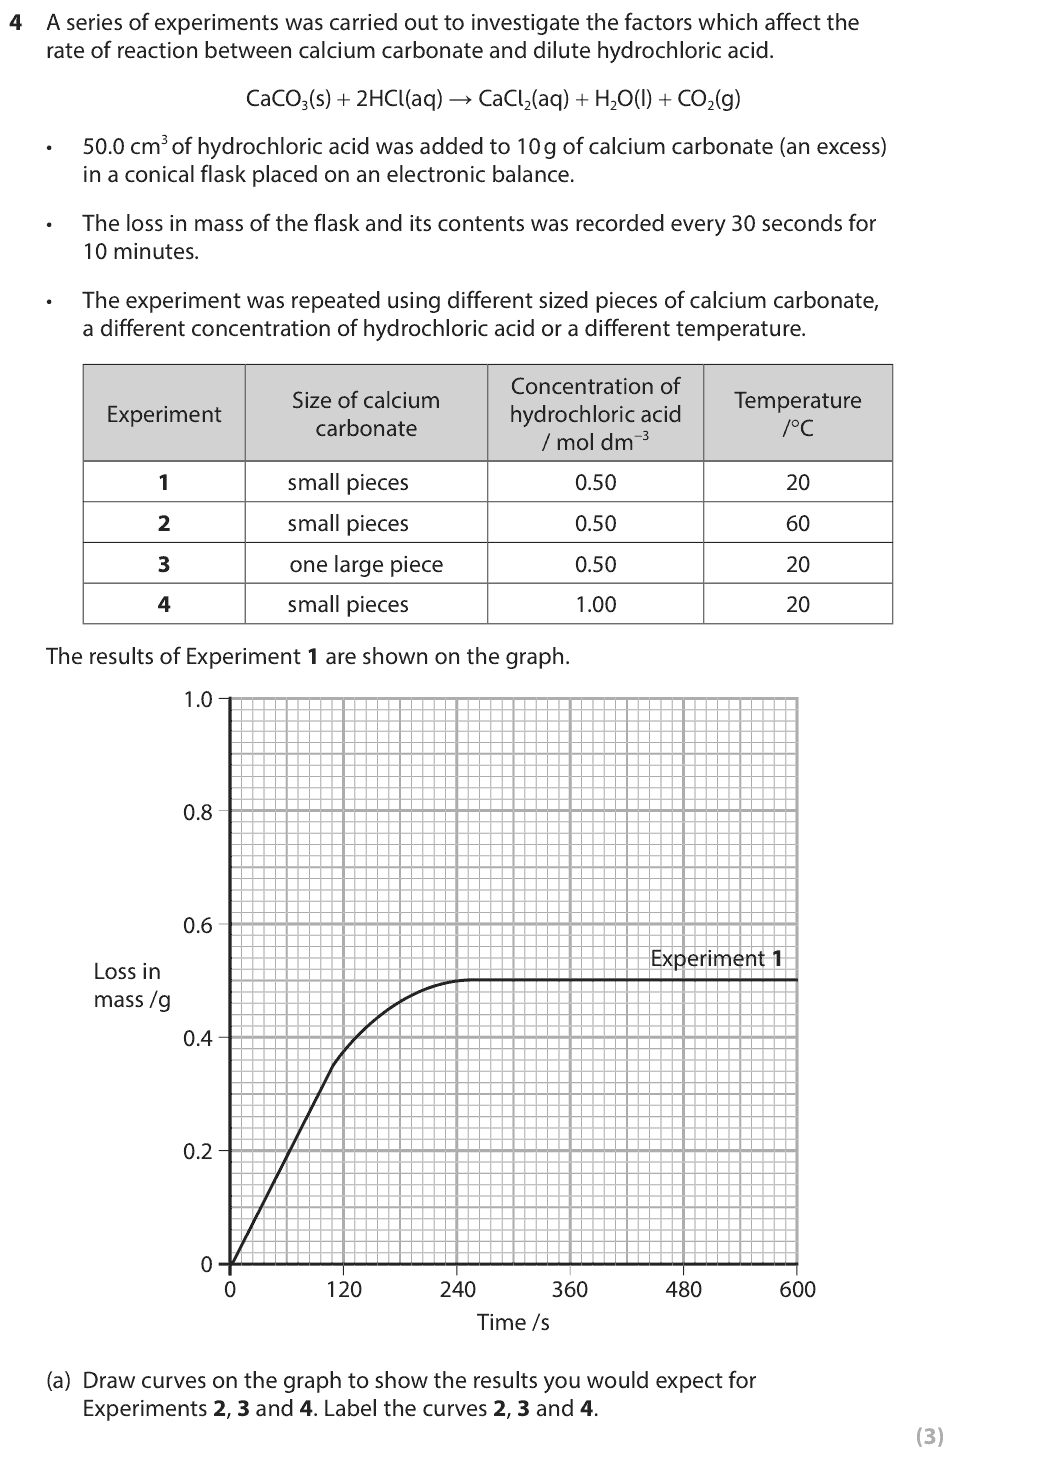 4 A series of experiments was carried out to investigate the factors which affect the
rate of reaction between calcium carbonate and dilute hydrochloric acid.
CaCO₃(s) + 2HCl(aq) → CaCl₂(aq) + H₂O(l) + CO₂(g)
• 50.0 cm³ of hydrochloric acid was added to 10 g of calcium carbonate (an excess)
in a conical flask placed on an electronic balance.
• The loss in mass of the flask and its contents was recorded every 30 seconds for
10 minutes.
• The experiment was repeated using different sized pieces of calcium carbonate,
a different concentration of hydrochloric acid or a different temperature.
Experiment
Size of calcium
carbonate
Concentration of
hydrochloric acid
/ mol dm⁻³
Temperature
/°C
1 small pieces 0.50 20
2 small pieces 0.50 60
3 one large piece 0.50 20
4 small pieces 1.00 20
The results of Experiment 1 are shown on the graph.
1.0
0.8
0.6
Experiment 1
Loss in
mass /g
0.4
0.2
0
0 120 240 360 480 600
Time /s
(a) Draw curves on the graph to show the results you would expect for
Experiments 2, 3 and 4. Label the curves 2, 3 and 4.
(3)